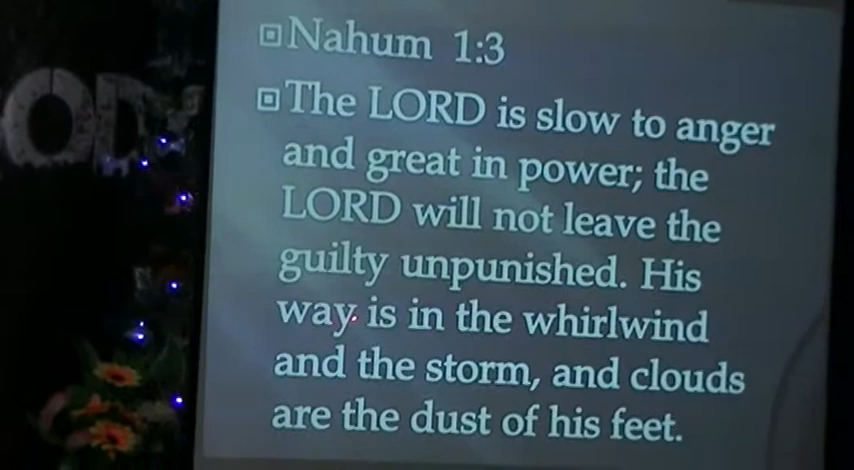 Nahum 1:3
The LORD is slow to anger
and great in power; the
LORD will not leave the
guilty unpunished. His
way is in the whirlwind
and the storm, and clouds
are the dust of his feet.